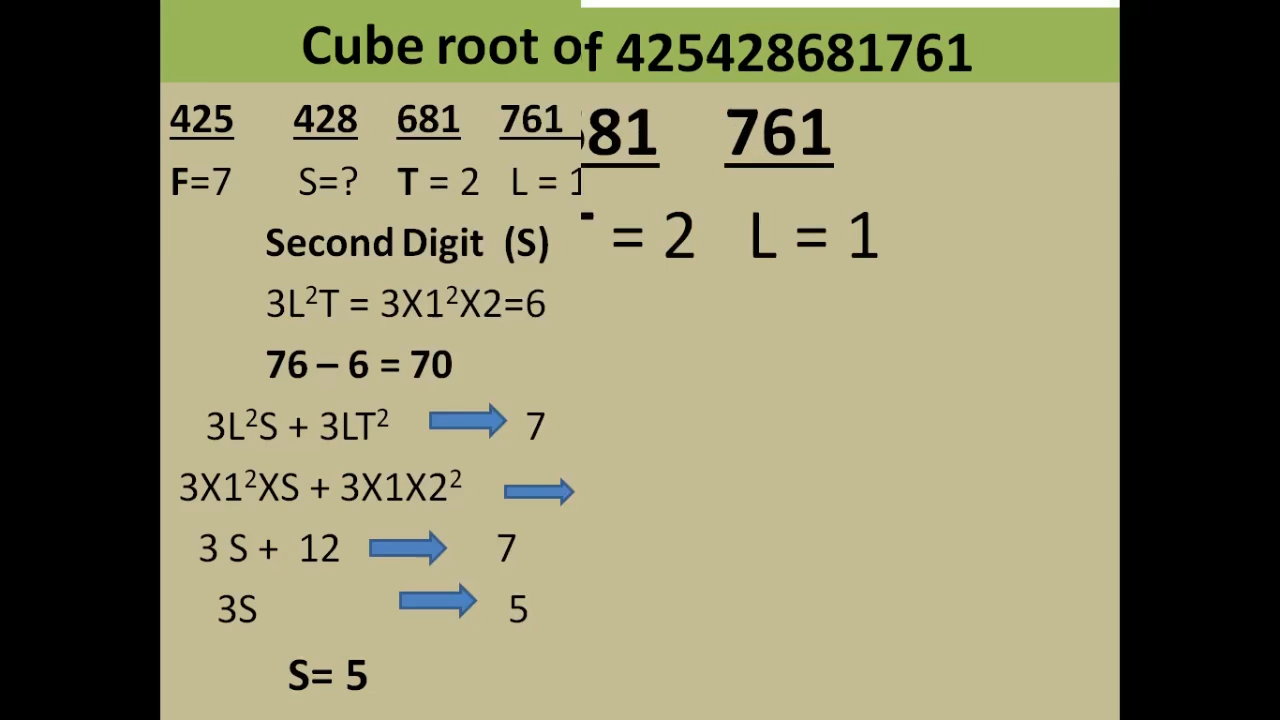 Cube root of 425428681761
425 428 681 761
F=7 S=? T = 2 L = 1
81 761
= 2 L = 1
Second Digit (S)
3L²T = 3X1²X2=6
76 – 6 = 70
3L²S + 3LT² 7
3X1²XS + 3X1X2²
3 S + 12 7
3S 5
S= 5